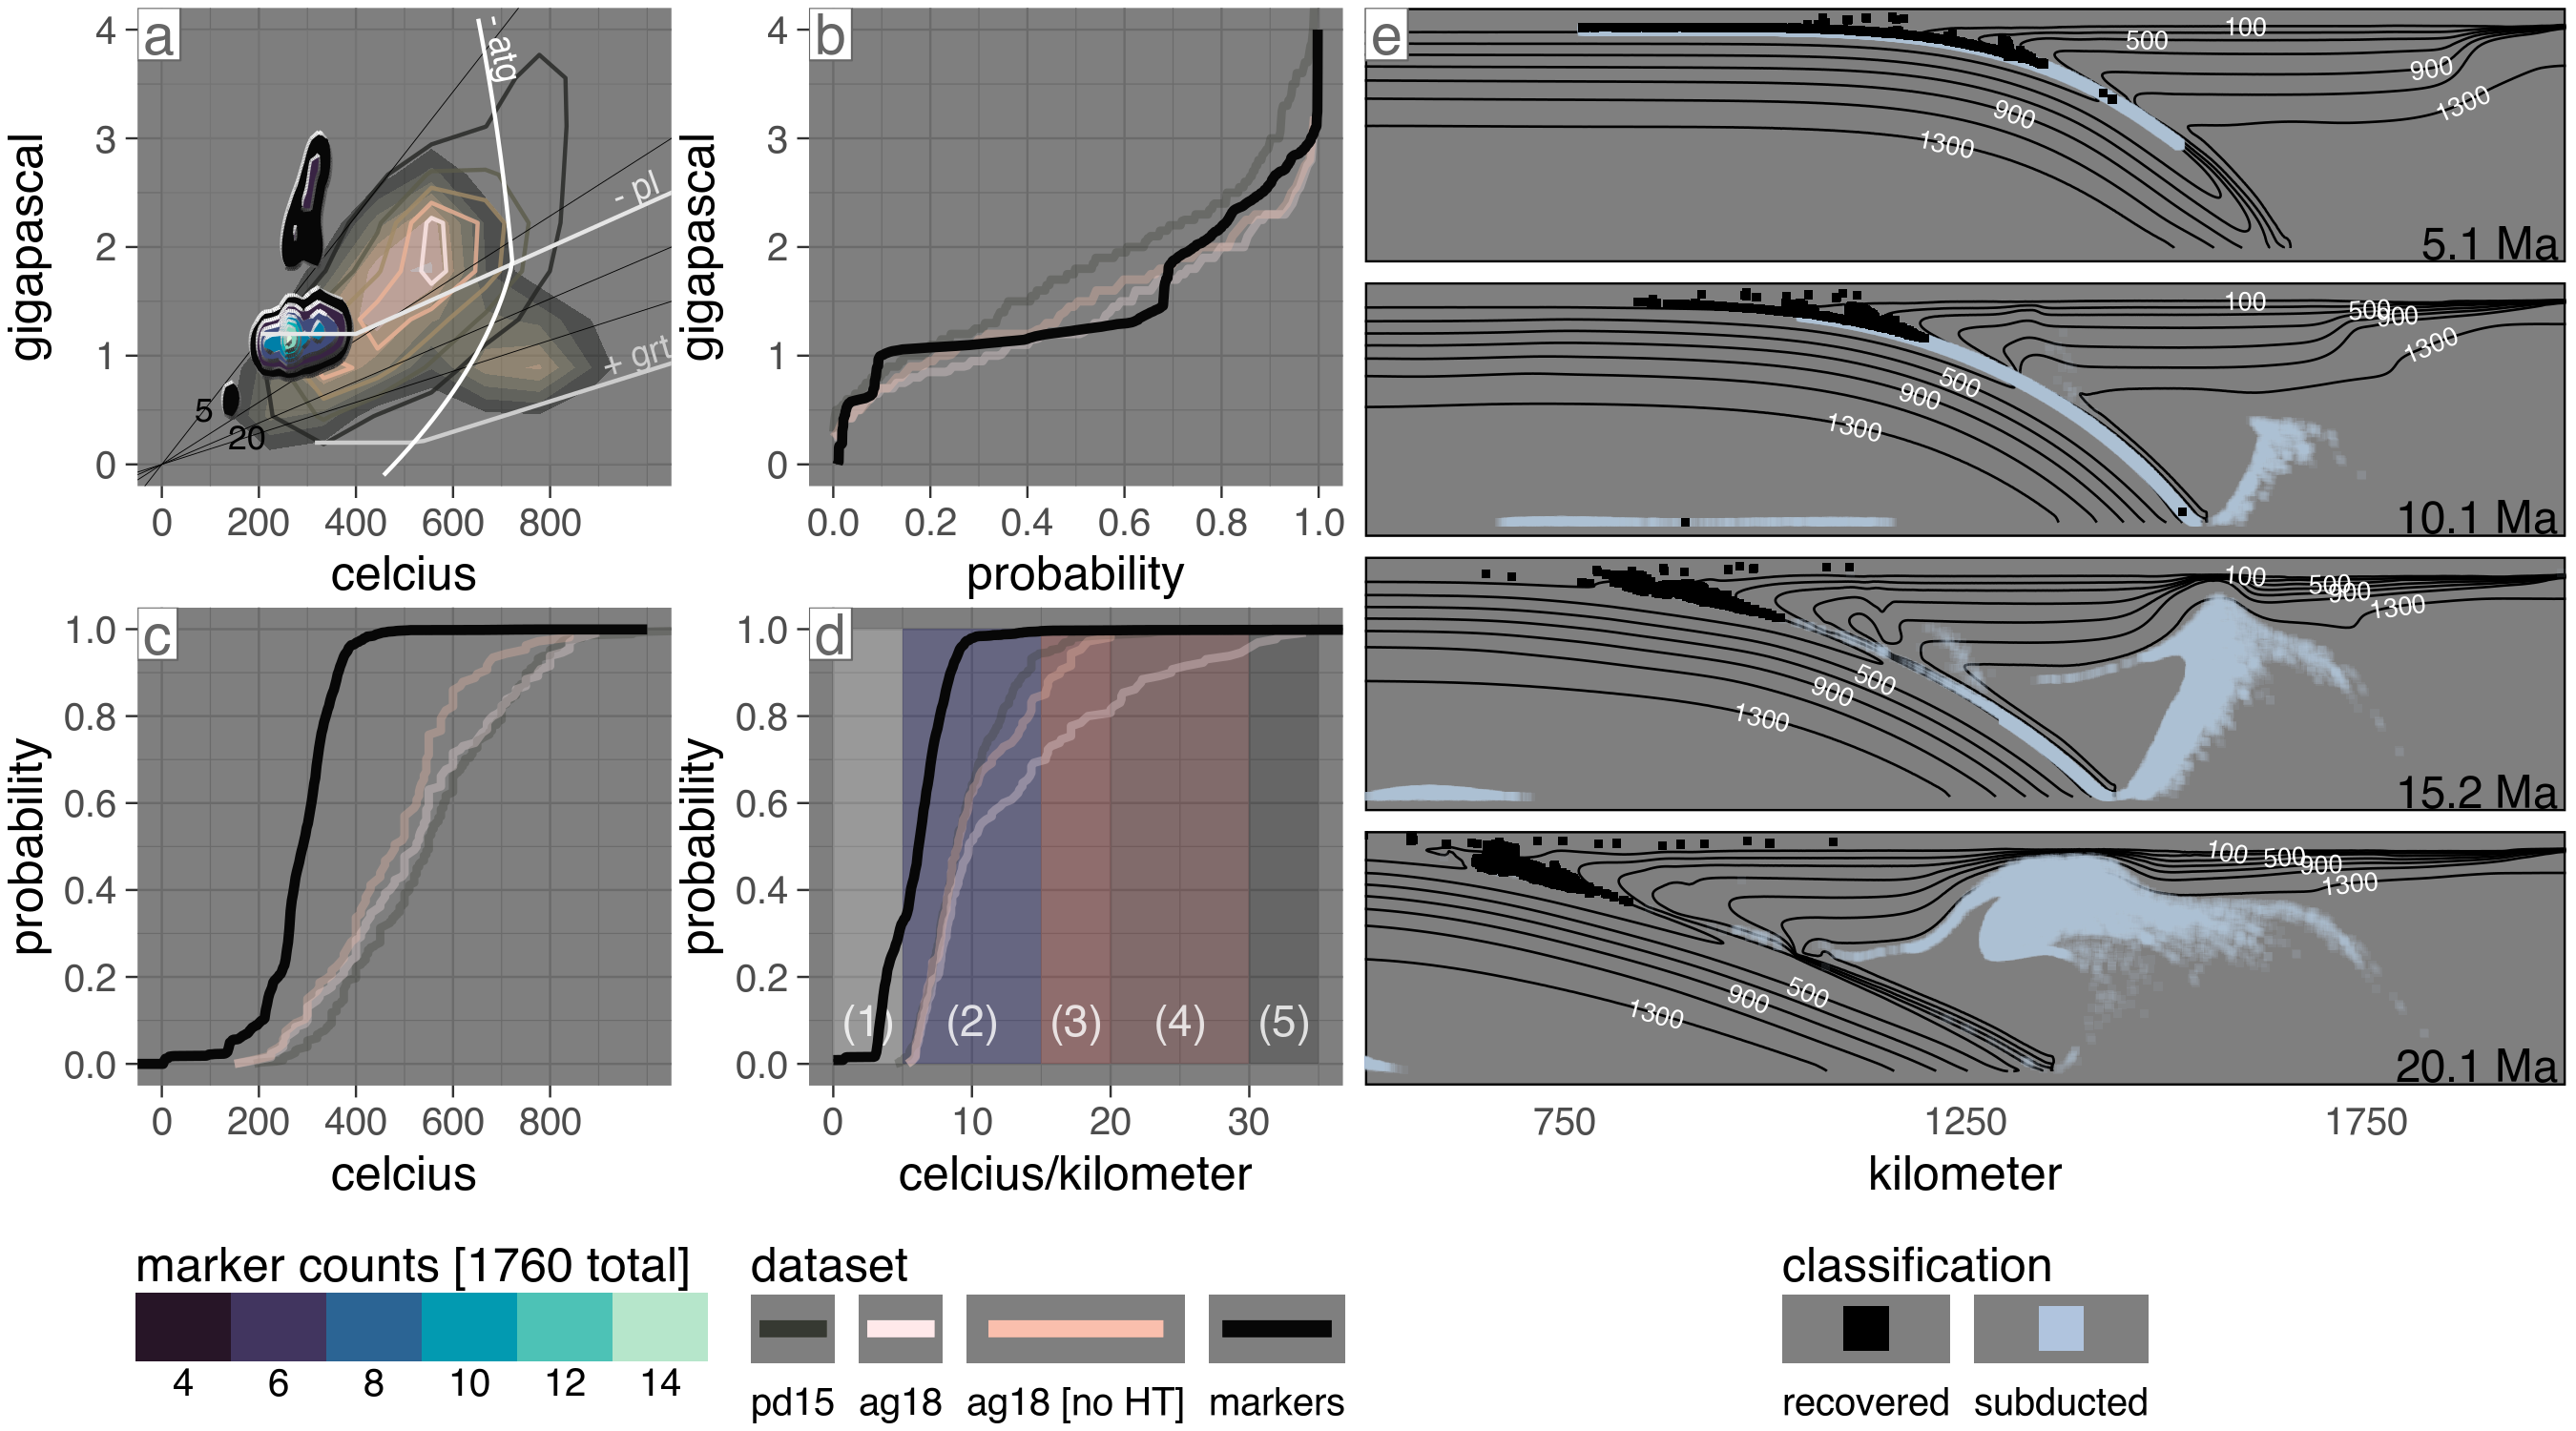 a
4
3
2
1
0
gigapascal
-atg
- pl
+ grt
5
20
0 200 400 600 800
celcius
b
4
3
2
1
0
gigapascal
0.0 0.2 0.4 0.6 0.8 1.0
probability
c
1.0
0.8
0.6
0.4
0.2
0.0
probability
0 200 400 600 800
celcius
d
1.0
0.8
0.6
0.4
0.2
0.0
probability
(1) (2) (3) (4) (5)
0 10 20 30
celcius/kilometer
e
100
500
900
1300
900
1300
5.1 Ma
100
500
900
1300
500
900
1300
10.1 Ma
100
500
900
1300
500
900
1300
15.2 Ma
100
500
900
1300
500
900
1300
20.1 Ma
750 1250 1750
kilometer
marker counts [1760 total]
4 6 8 10 12 14
dataset
pd15 ag18 ag18 [no HT] markers
classification
recovered subducted